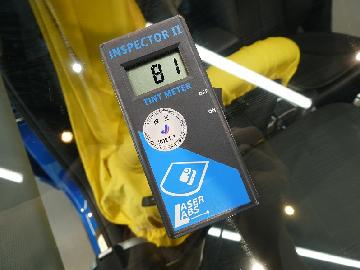 INSPECTOR II
81
TINT METER
OFF
ON
LASER
LABS